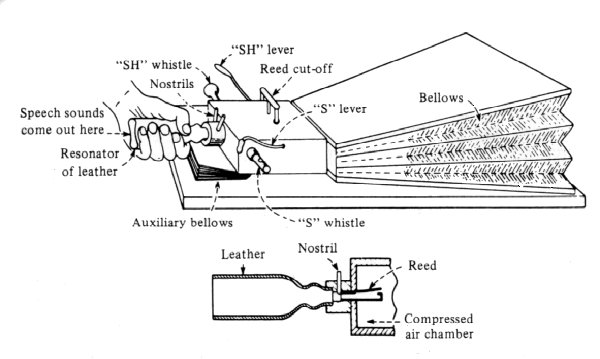 “SH” lever
“SH” whistle
Reed cut-off
Nostrils
Bellows
“S” lever
Speech sounds
come out here
Resonator
of leather
Auxiliary bellows
“S” whistle
Leather
Nostril
Reed
Compressed
air chamber